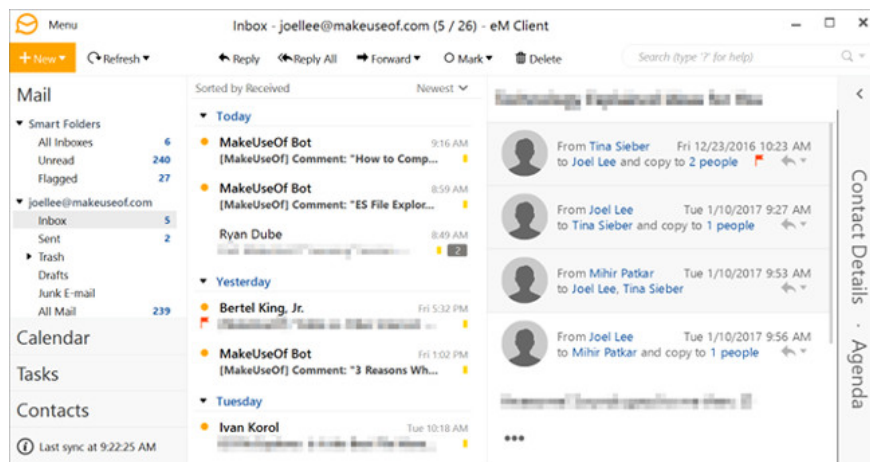 Menu
Inbox - joellee@makeuseof.com (5 / 26) - eM Client
New
Refresh
Reply
Reply All
Forward
Mark
Delete
Search (type '?' for help)
Mail
Smart Folders
All Inboxes 6
Unread 240
Flagged 27
joellee@makeuseof.com
Inbox 5
Sent 2
Trash
Drafts
Junk E-mail
All Mail 239
Calendar
Tasks
Contacts
Last sync at 9:22:25 AM
Sorted by Received Newest
Today
MakeUseOf Bot 9:16 AM
[MakeUseOf] Comment: "How to Comp...
MakeUseOf Bot 8:59 AM
[MakeUseOf] Comment: "ES File Explor...
Ryan Dube 8:49 AM
2
Yesterday
Bertel King, Jr. Fri 5:32 PM
MakeUseOf Bot Fri 1:02 PM
[MakeUseOf] Comment: "3 Reasons Wh...
Tuesday
Ivan Korol Tue 10:18 AM
From Tina Sieber Fri 12/23/2016 10:23 AM
to Joel Lee and copy to 2 people
From Joel Lee Tue 1/10/2017 9:27 AM
to Tina Sieber and copy to 1 people
From Mihir Patkar Tue 1/10/2017 9:53 AM
to Joel Lee, Tina Sieber
From Joel Lee Tue 1/10/2017 9:56 AM
to Mihir Patkar and copy to 1 people
Contact Details · Agenda